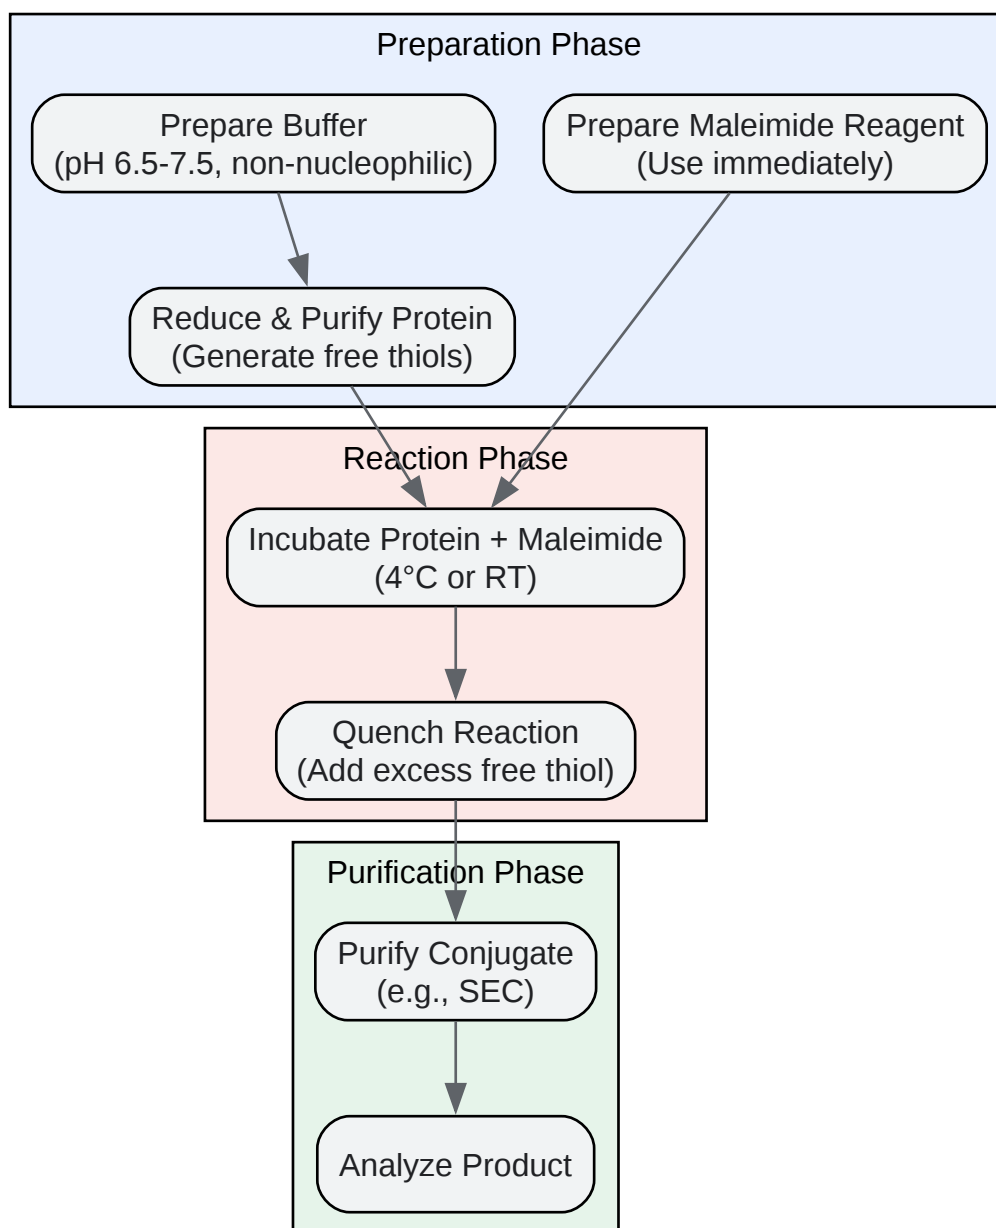 Preparation Phase
Prepare Buffer
(pH 6.5-7.5, non-nucleophilic)
Prepare Maleimide Reagent
(Use immediately)
Reduce & Purify Protein
(Generate free thiols)
Reaction Phase
Incubate Protein + Maleimide
(4°C or RT)
Quench Reaction
(Add excess free thiol)
Purification Phase
Purify Conjugate
(e.g., SEC)
Analyze Product